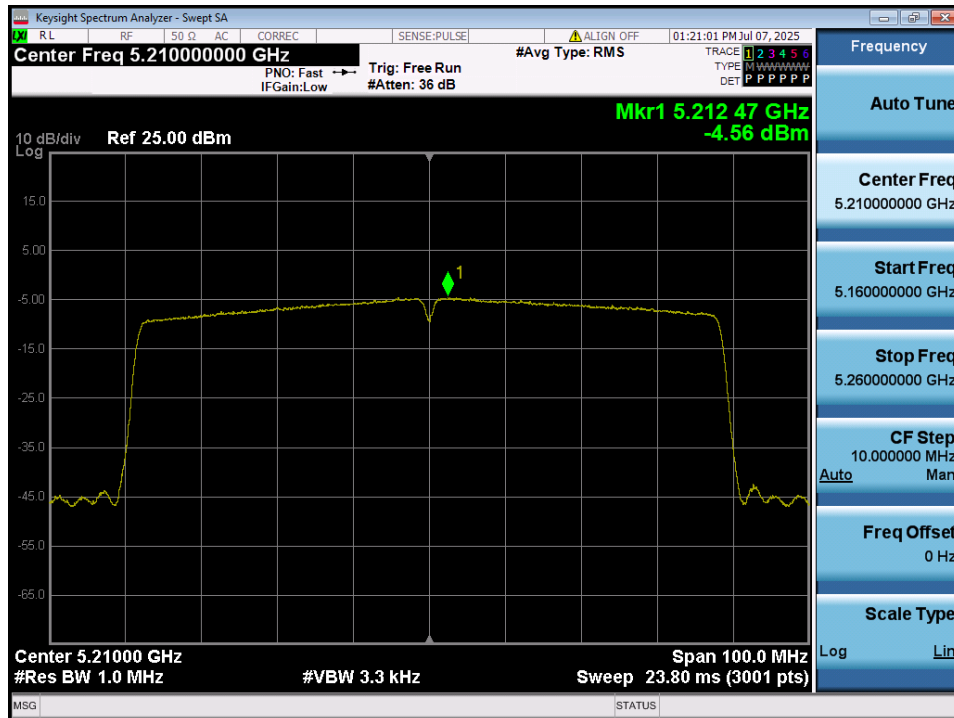 Keysight Spectrum Analyzer - Swept SA
LXI RL RF 50 Ω AC CORREC SENSE:PULSE ALIGN OFF 01:21:01 PM Jul 07, 2025
Center Freq 5.210000000 GHz
PNO: Fast
IFGain:Low
Trig: Free Run
#Atten: 36 dB
#Avg Type: RMS
TRACE 1 2 3 4 5 6
TYPE M W W W W W
DET P P P P P P
Mkr1 5.212 47 GHz
-4.56 dBm
10 dB/div Ref 25.00 dBm
Log
15.0
5.00
-5.00
-15.0
-25.0
-35.0
-45.0
-55.0
-65.0
1
Center 5.21000 GHz Span 100.0 MHz
#Res BW 1.0 MHz #VBW 3.3 kHz Sweep 23.80 ms (3001 pts)
MSG STATUS
Frequency
Auto Tune
Center Freq
5.210000000 GHz
Start Freq
5.160000000 GHz
Stop Freq
5.260000000 GHz
CF Step
10.000000 MHz
Auto Man
Freq Offset
0 Hz
Scale Type
Log Lin